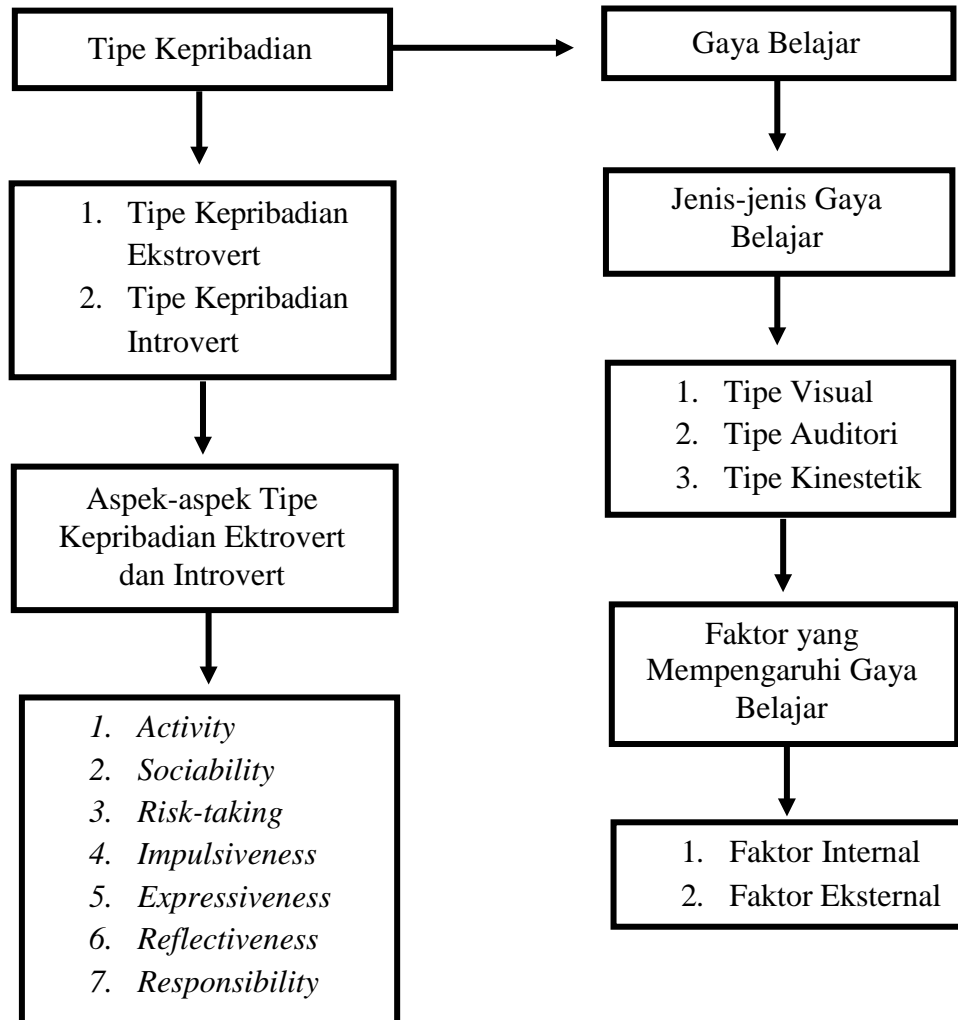 Tipe Kepribadian
1. Tipe Kepribadian
Ekstrovert
2. Tipe Kepribadian
Introvert
Aspek-aspek Tipe
Kepribadian Ektrovert
dan Introvert
1. Activity
2. Sociability
3. Risk-taking
4. Impulsiveness
5. Expressiveness
6. Reflectiveness
7. Responsibility
Gaya Belajar
Jenis-jenis Gaya
Belajar
1. Tipe Visual
2. Tipe Auditori
3. Tipe Kinestetik
Faktor yang
Mempengaruhi Gaya
Belajar
1. Faktor Internal
2. Faktor Eksternal